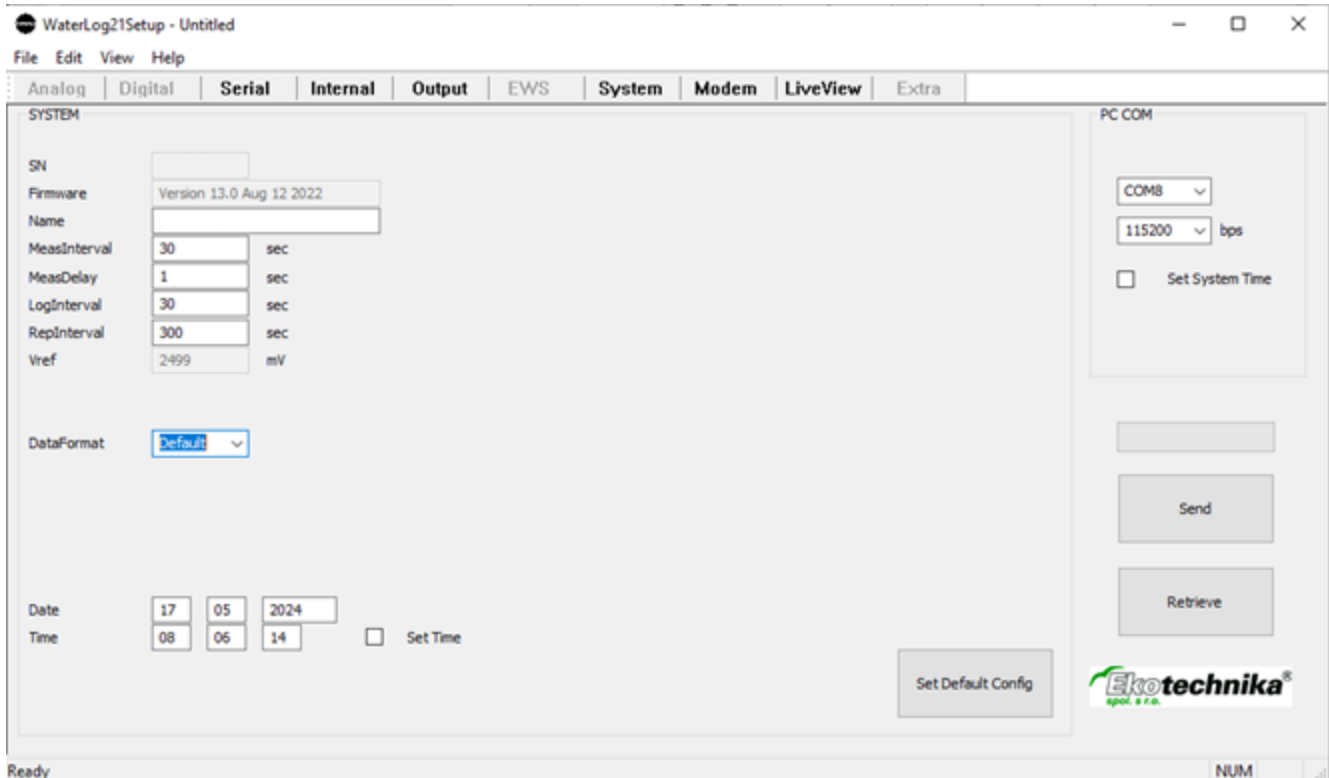 WaterLog21Setup - Untitled
File Edit View Help
Analog Digital Serial Internal Output EWS System Modem LiveView Extra
SYSTEM
SN
Firmware Version 13.0 Aug 12 2022
Name
MeasInterval 30 sec
MeasDelay 1 sec
LogInterval 30 sec
RepInterval 300 sec
Vref 2499 mV
DataFormat Default
Date 17 05 2024
Time 08 06 14 Set Time
Set Default Config
PC COM
COM8
115200 bps
Set System Time
Send
Retrieve
Ekotechnika®
spol. s r.o.
Ready NUM